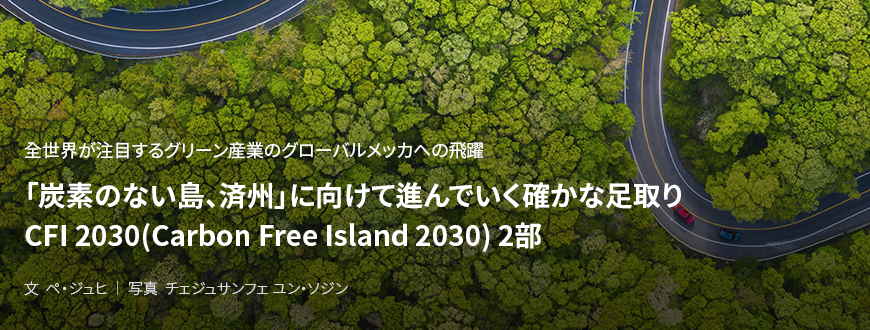 全世界が注目するグリーン産業のグローバルメッカへの飛躍
「炭素のない島、済州」に向けて進んでいく確かな足取り
CFI 2030(Carbon Free Island 2030) 2部
文 ペ・ジュヒ | 写真 チェジュサンフェ ユン・ソジン